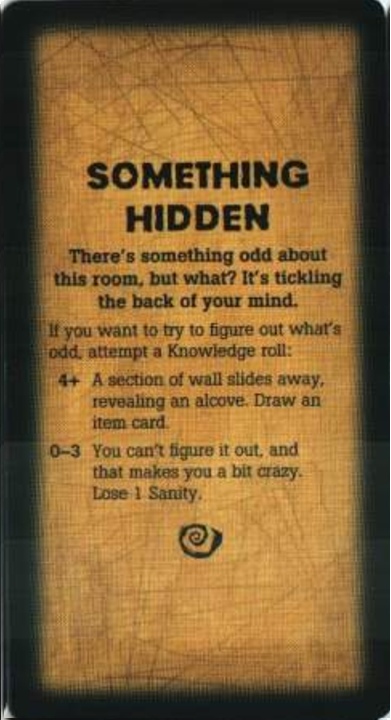 SOMETHING
HIDDEN
There's something odd about
this room, but what? It's tickling
the back of your mind.
If you want to try to figure out what's
odd, attempt a Knowledge roll:
4+ A section of wall slides away,
revealing an alcove. Draw an
item card.
0–3 You can't figure it out, and
that makes you a bit crazy.
Lose 1 Sanity.